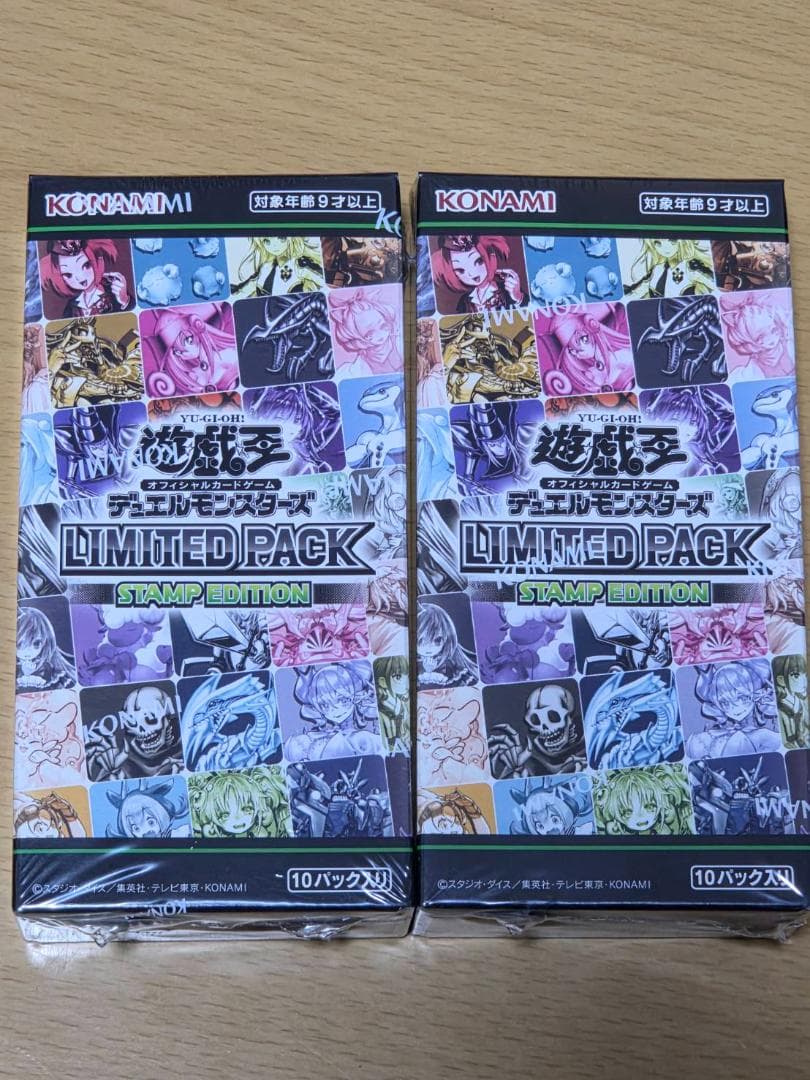 KONAMI
対象年齢9才以上
YU-GI-OH!
遊戯王
オフィシャルカードゲーム
デュエルモンスターズ
LIMITED PACK
STAMP EDITION
KONAMI
KONAMI
©スタジオ・ダイス／集英社・テレビ東京・KONAMI
10パック入り
KONAMI
対象年齢9才以上
KONAMI
YU-GI-OH!
遊戯王
オフィシャルカードゲーム
デュエルモンスターズ
LIMITED PACK
KONAMI
STAMP EDITION
©スタジオ・ダイス／集英社・テレビ東京・KONAMI
10パック入り